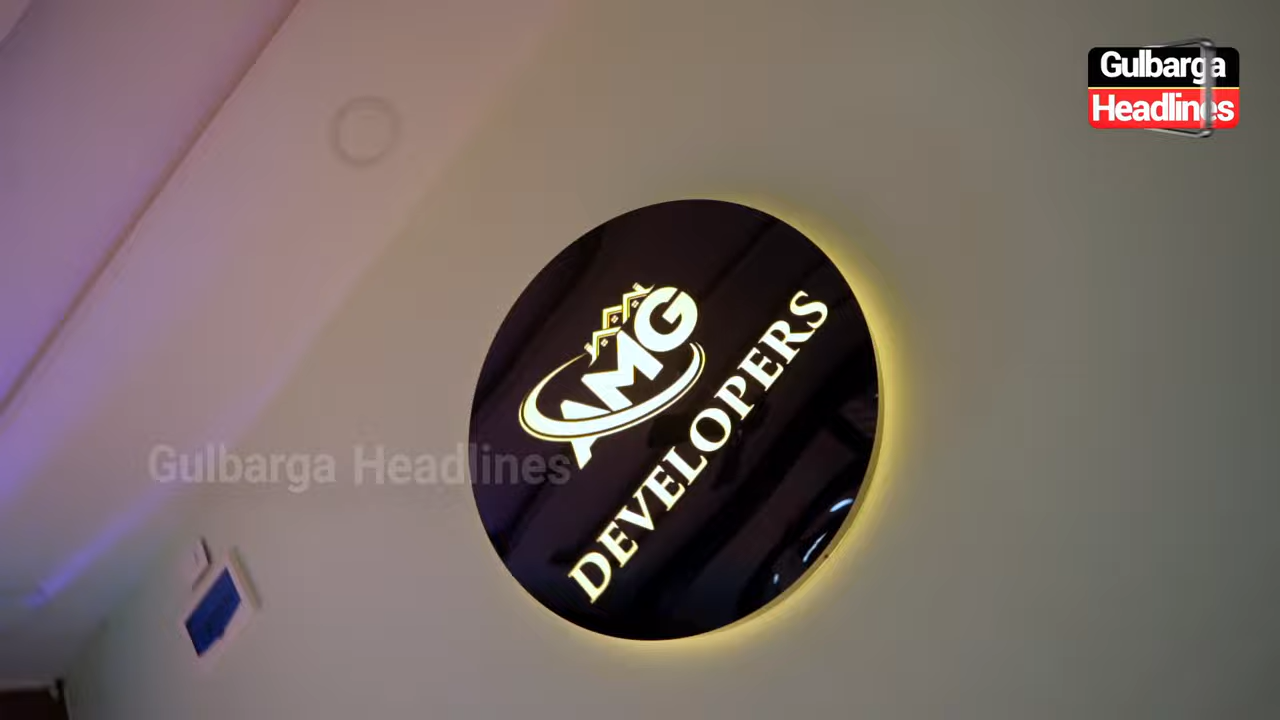 Gulbarga
Headlines
AMG
DEVELOPERS
Gulbarga Headlines